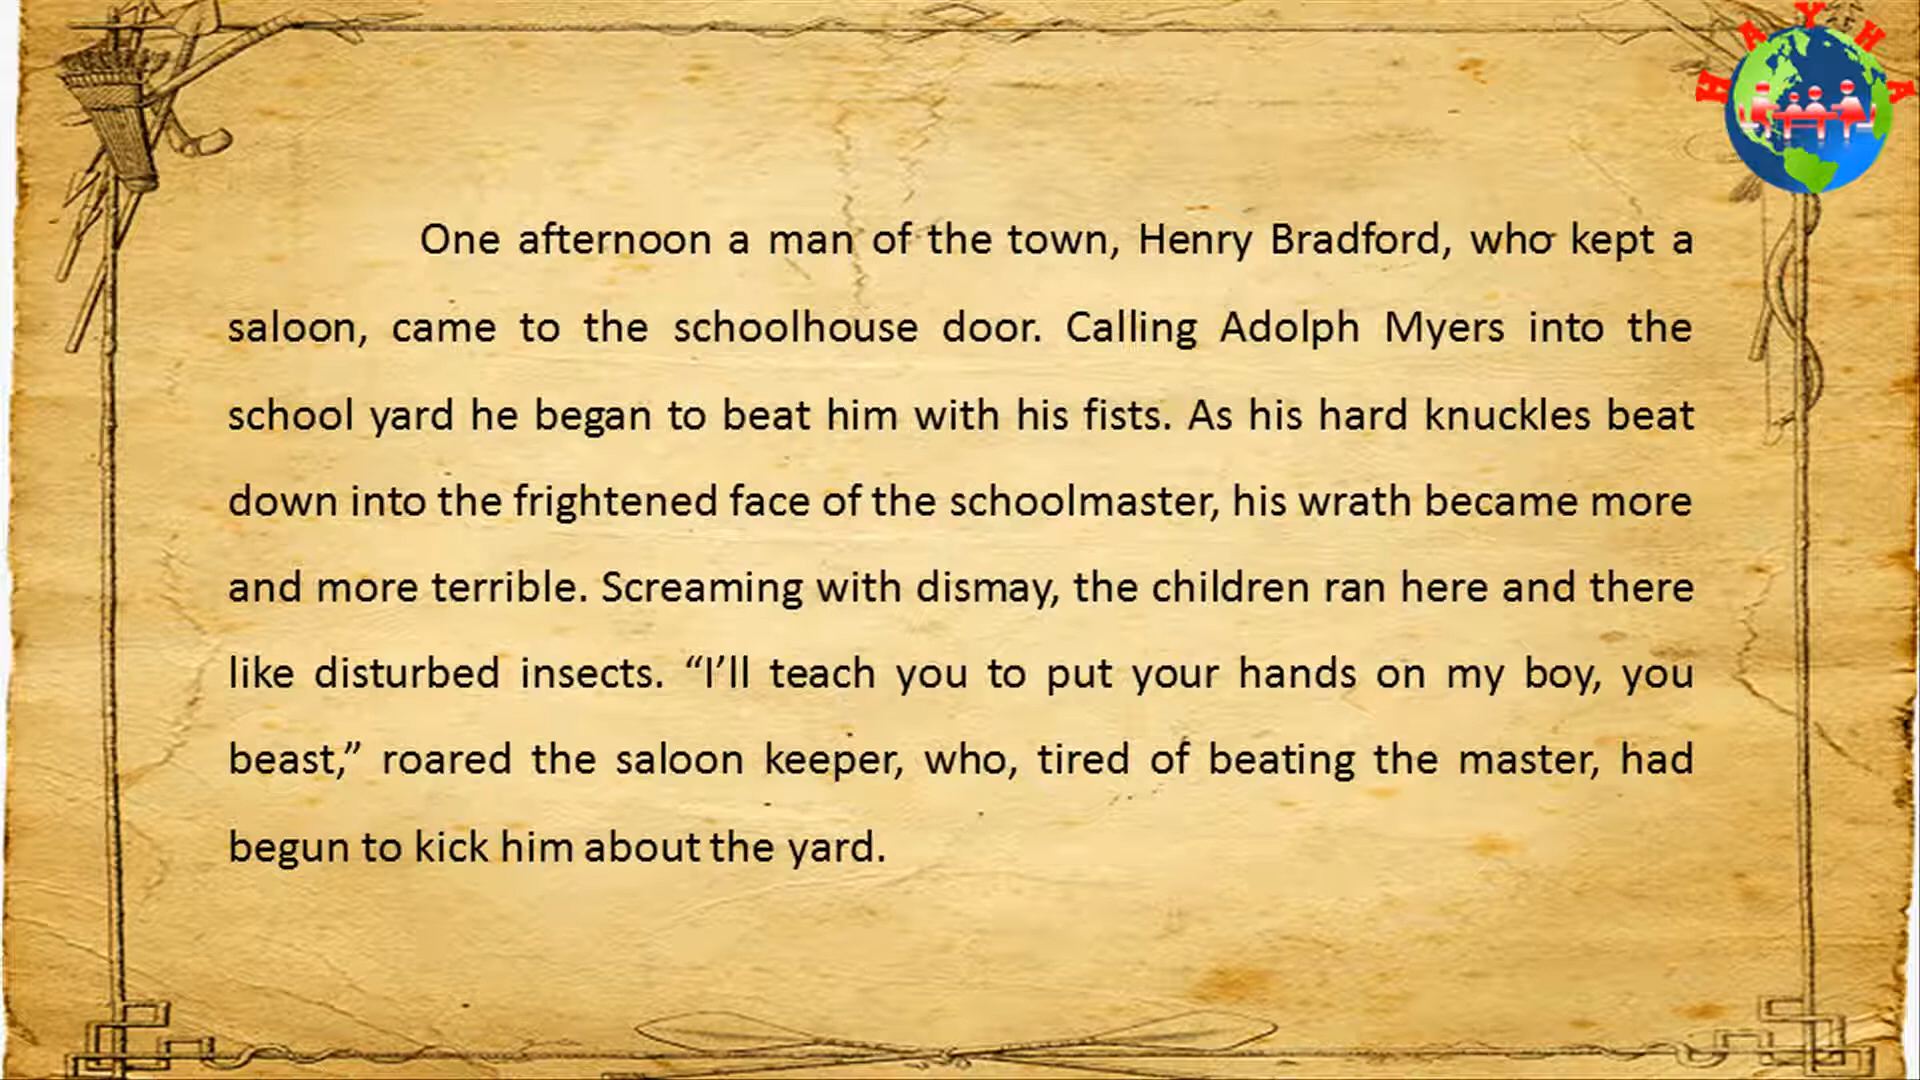 HAYHA
One afternoon a man of the town, Henry Bradford, who kept a
saloon, came to the schoolhouse door. Calling Adolph Myers into the
school yard he began to beat him with his fists. As his hard knuckles beat
down into the frightened face of the schoolmaster, his wrath became more
and more terrible. Screaming with dismay, the children ran here and there
like disturbed insects. “I’ll teach you to put your hands on my boy, you
beast,” roared the saloon keeper, who, tired of beating the master, had
begun to kick him about the yard.